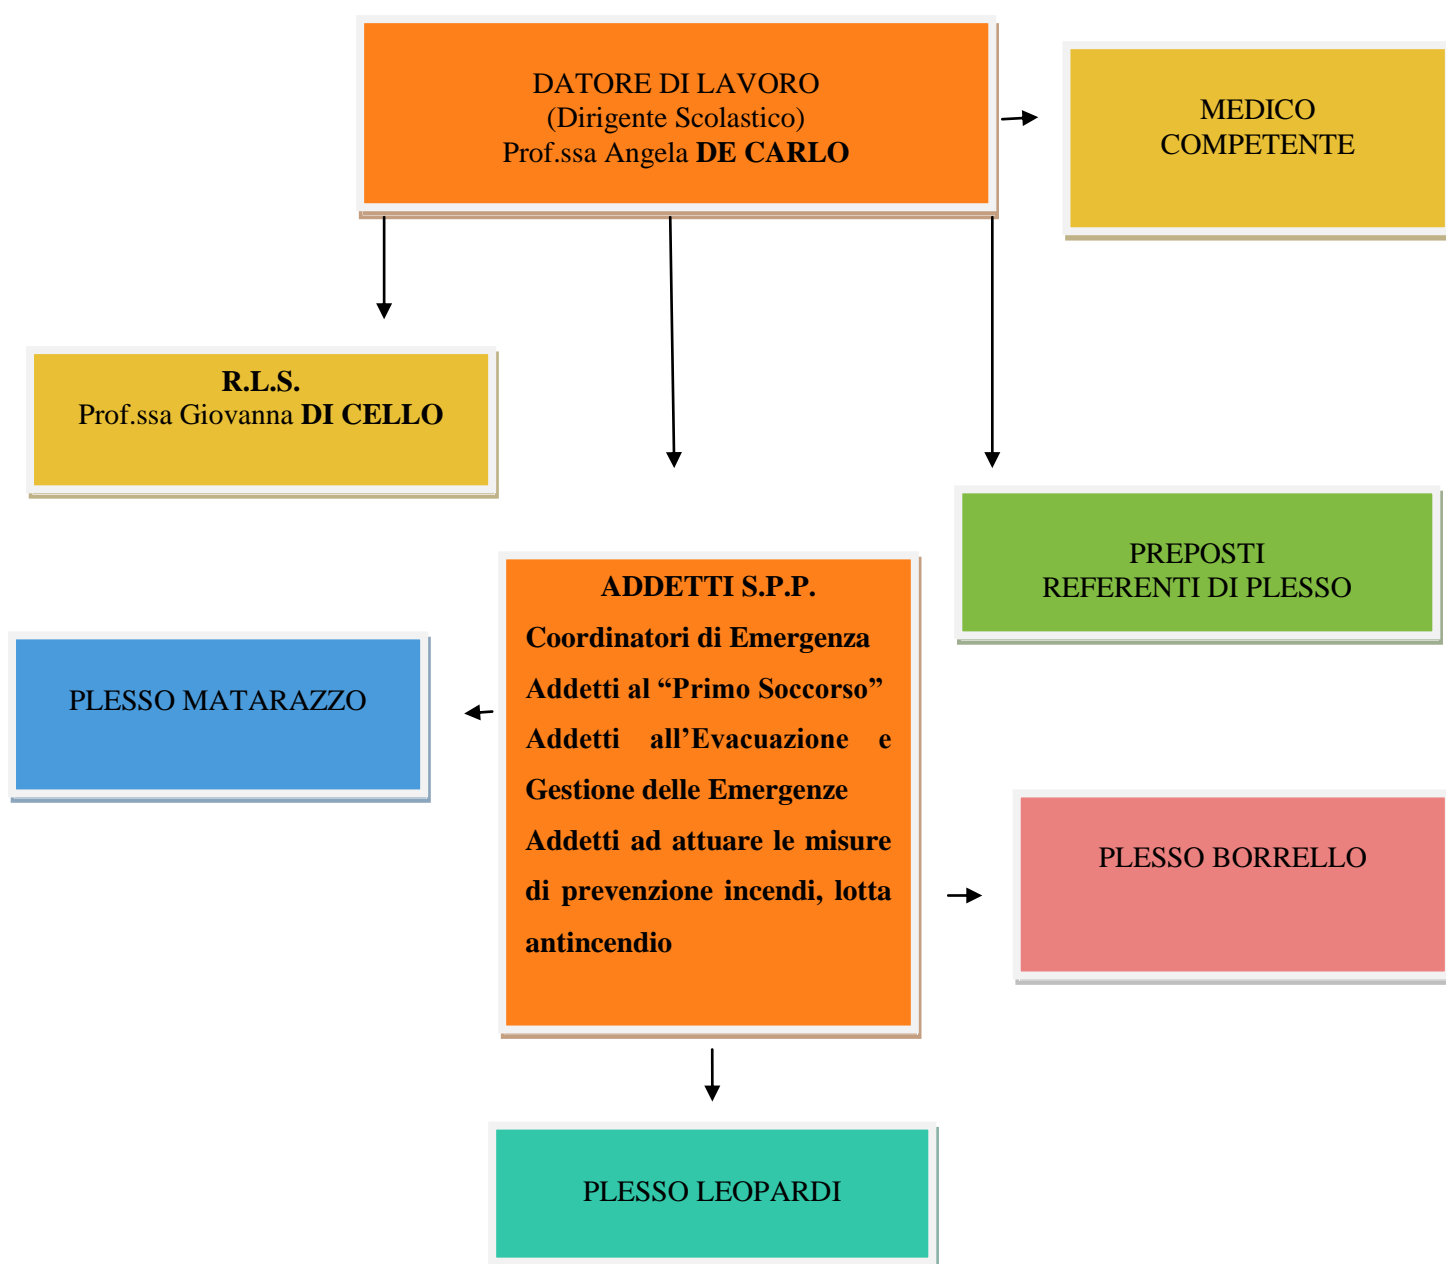 DATORE DI LAVORO
(Dirigente Scolastico)
Prof.ssa Angela DE CARLO
MEDICO
COMPETENTE
R.L.S.
Prof.ssa Giovanna DI CELLO
PREPOSTI
REFERENTI DI PLESSO
ADDETTI S.P.P.
Coordinatori di Emergenza
Addetti al “Primo Soccorso”
Addetti all’Evacuazione e
Gestione delle Emergenze
Addetti ad attuare le misure
di prevenzione incendi, lotta
antincendio
PLESSO MATARAZZO
PLESSO BORRELLO
PLESSO LEOPARDI